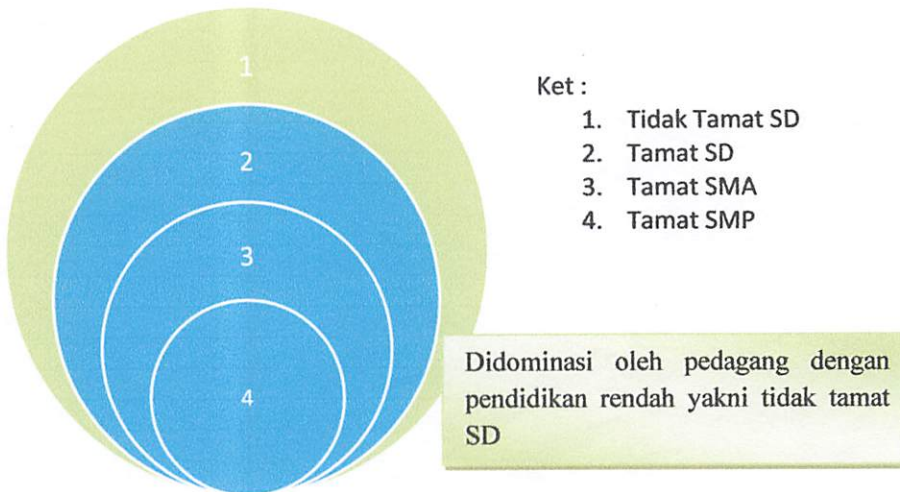 1
2
3
4
Ket :
1. Tidak Tamat SD
2. Tamat SD
3. Tamat SMA
4. Tamat SMP
Didominasi oleh pedagang dengan
pendidikan rendah yakni tidak tamat
SD